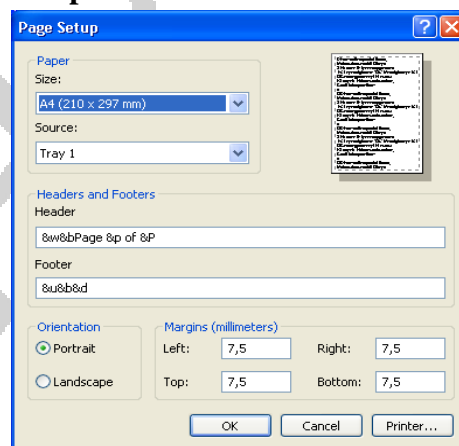 Page Setup
Paper
Size:
A4 (210 x 297 mm)
Source:
Tray 1
Headers and Footers
Header
&w&bPage &p of &P
Footer
&u&b&d
Orientation
Portrait
Landscape
Margins (millimeters)
Left: 7,5 Right: 7,5
Top: 7,5 Bottom: 7,5
OK Cancel Printer...